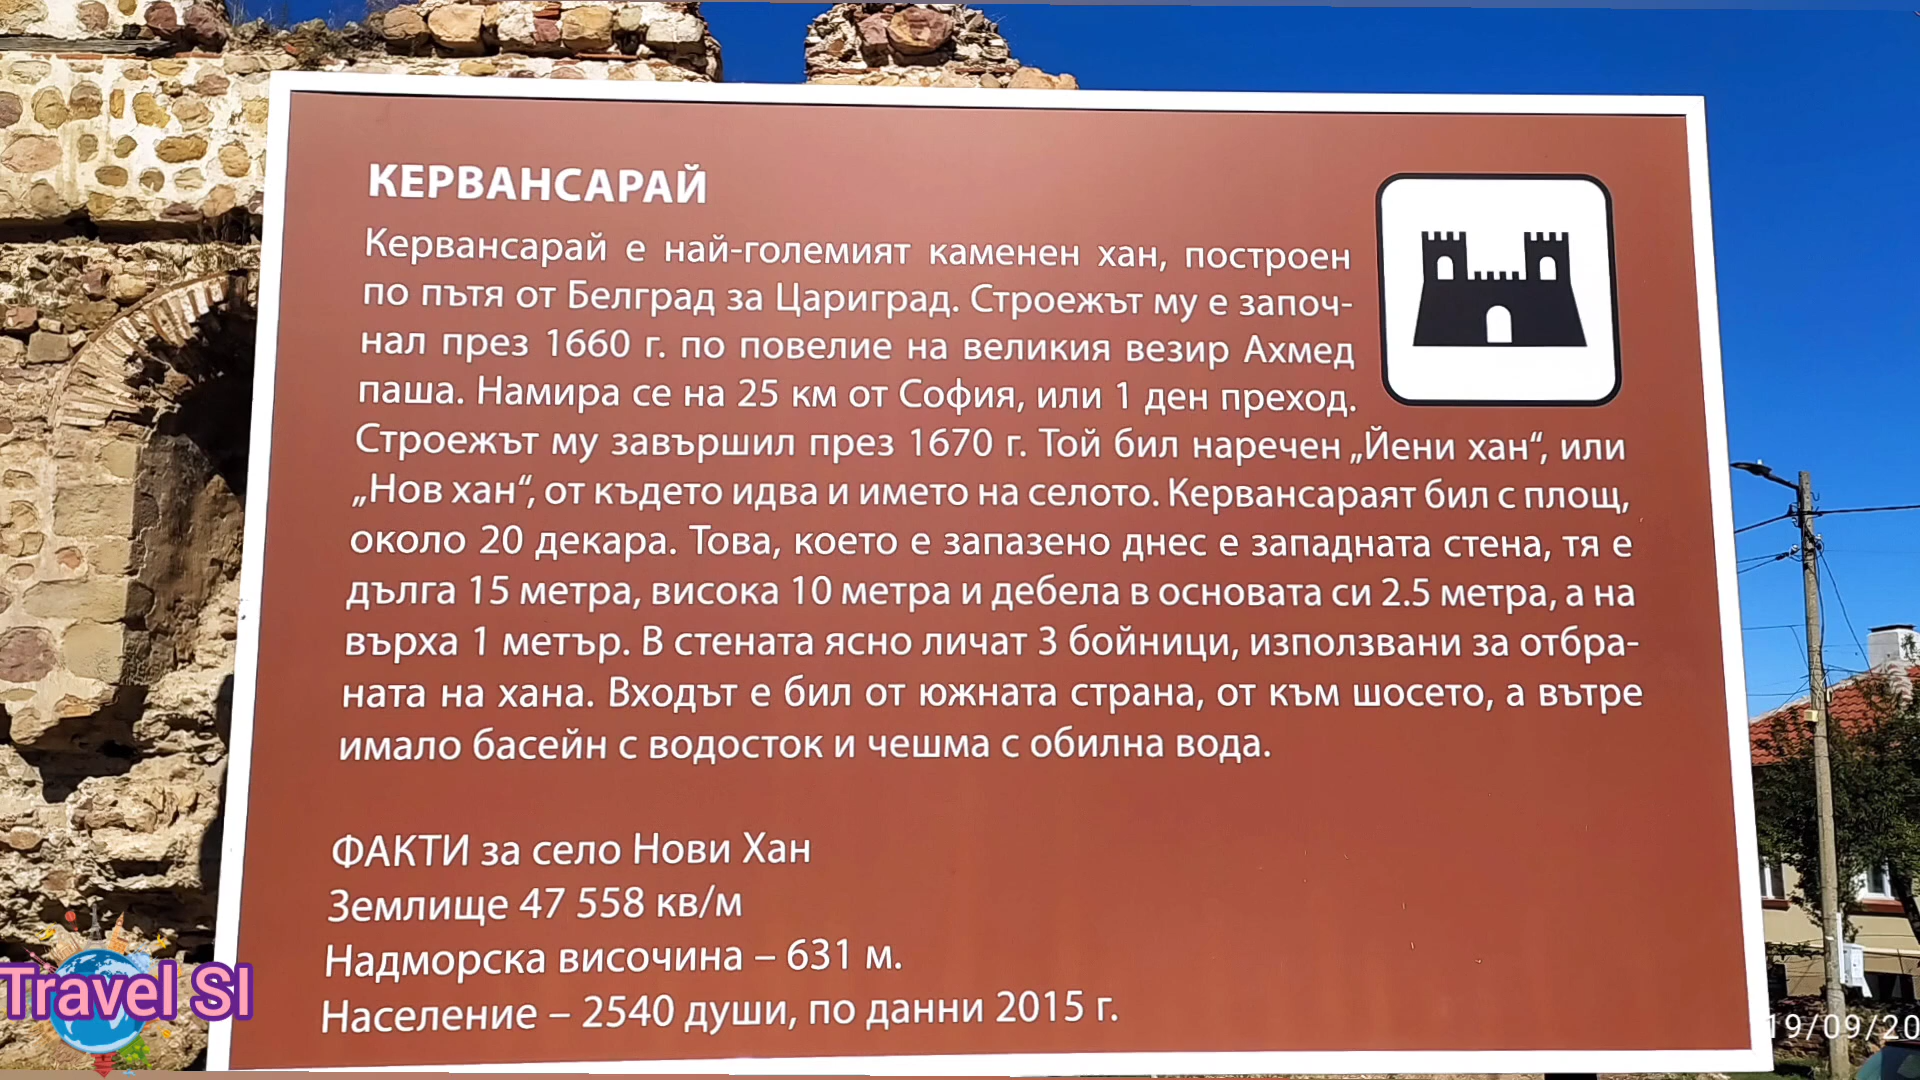 КЕРВАНСАРАЙ
Кервансарай е най-големият каменен хан, построен
по пътя от Белград за Цариград. Строежът му е започ-
нал през 1660 г. по повелие на великия везир Ахмед
паша. Намира се на 25 км от София, или 1 ден преход.
Строежът му завършил през 1670 г. Той бил наречен „Йени хан“, или
„Нов хан“, от където идва и името на селото. Кервансараят бил с площ,
около 20 декара. Това, което е запазено днес е западната стена, тя е
дълга 15 метра, висока 10 метра и дебела в основата си 2.5 метра, а на
върха 1 метър. В стената ясно личат 3 бойници, използвани за отбра-
ната на хана. Входът е бил от южната страна, от към шосето, а вътре
имало басейн с водосток и чешма с обилна вода.
ФАКТИ за село Нови Хан
Землище 47 558 кв/м
Надморска височина – 631 м.
Население – 2540 души, по данни 2015 г.
Travel SI
19/09/20